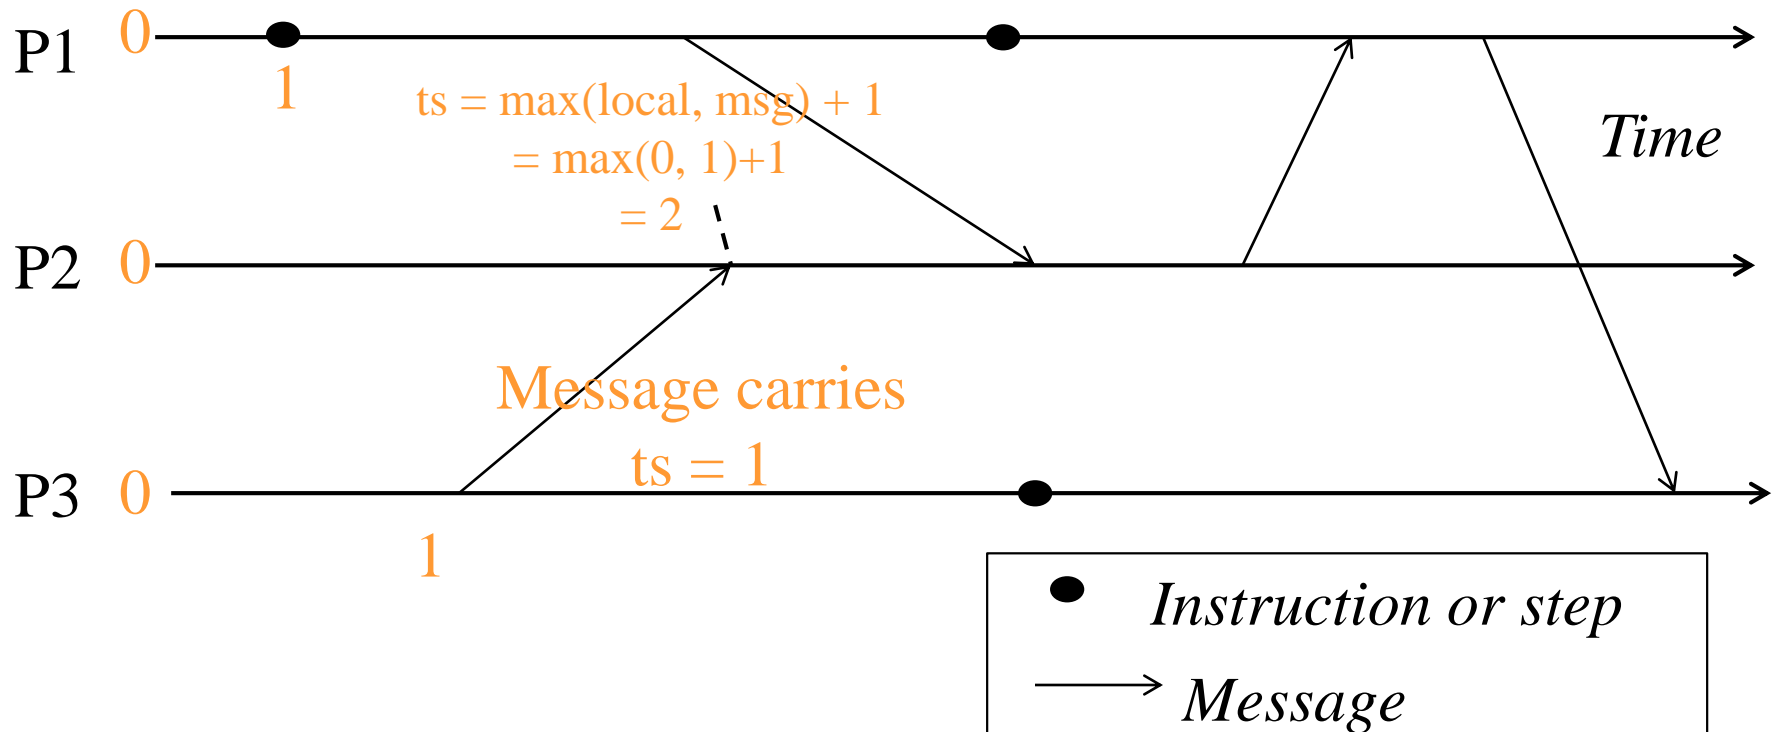 P1 0
1
ts = max(local, msg) + 1
= max(0, 1)+1
= 2
Time
P2 0
Message carries
ts = 1
P3 0
1
Instruction or step
Message